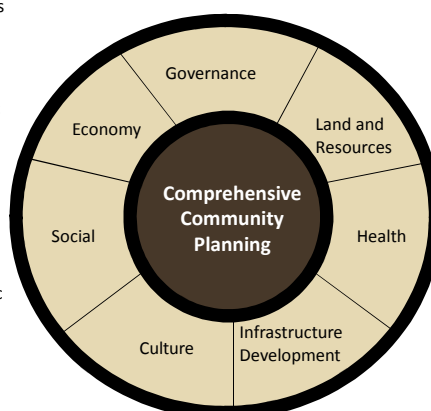 s
Governance
Economy
Land and
Resources
Comprehensive
Community
Planning
Social
Health
c
Infrastructure
Development
Culture